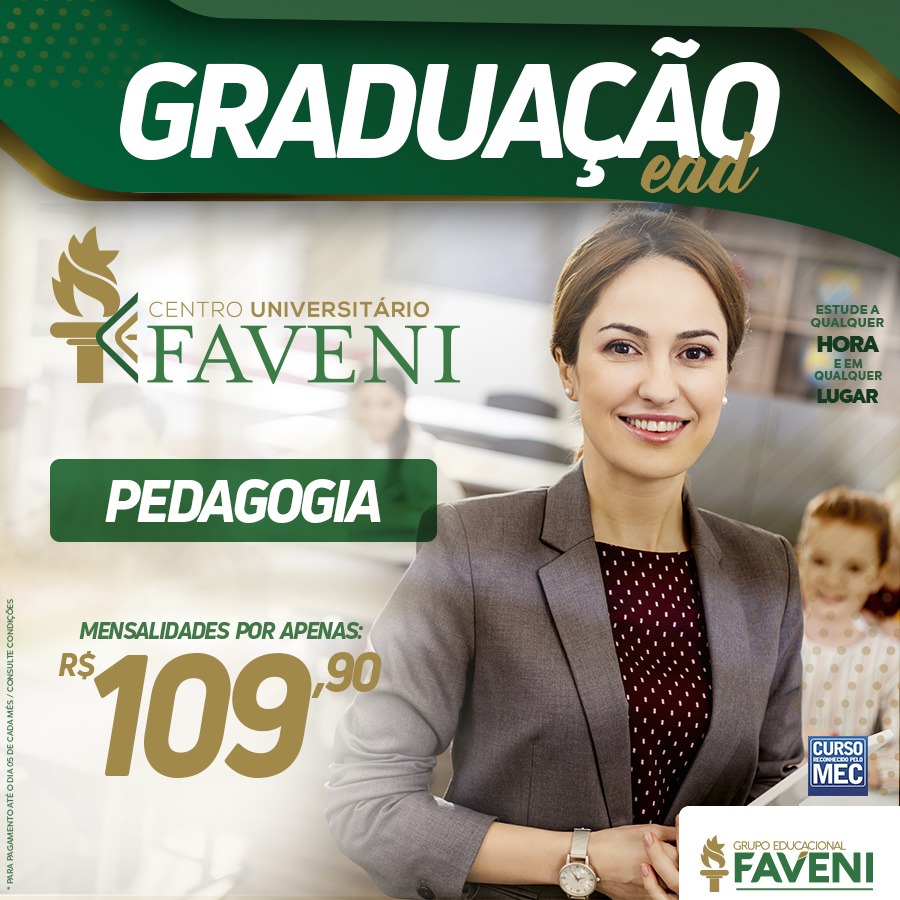 GRADUAÇÃO
ead
CENTRO UNIVERSITÁRIO
FAVENI
ESTUDE A
QUALQUER
HORA
E EM
QUALQUER
LUGAR
PEDAGOGIA
MENSALIDADES POR APENAS:
R$109,90
* PARA PAGAMENTO ATÉ O DIA 05 DE CADA MÊS / CONSULTE CONDIÇÕES
CURSO
RECONHECIDO PELO
MEC
GRUPO EDUCACIONAL
FAVENI